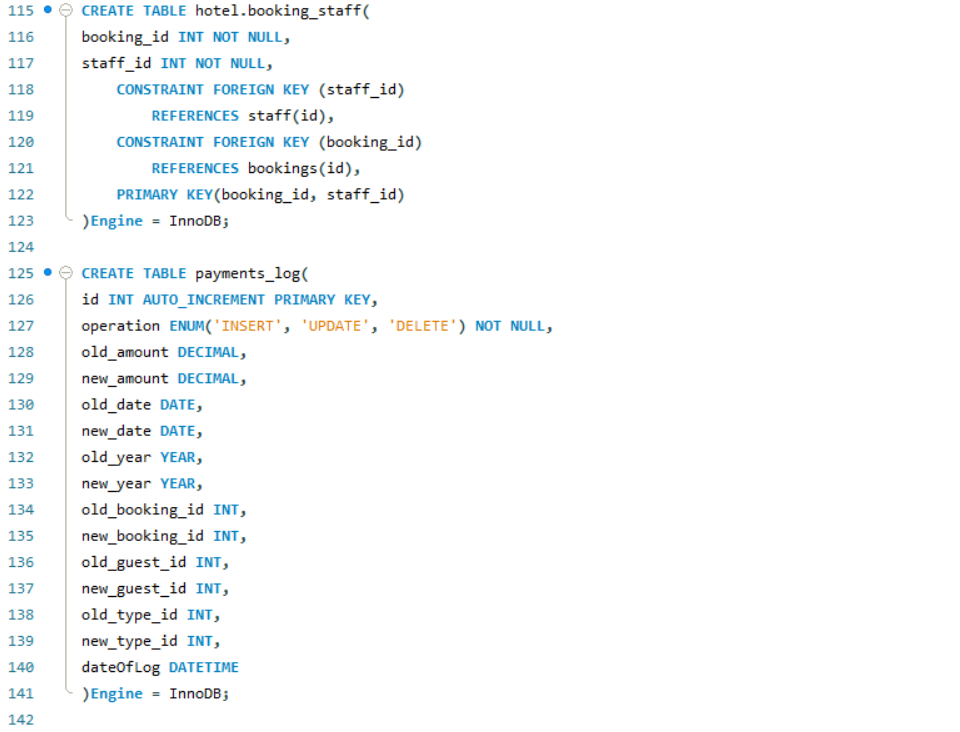 115 CREATE TABLE hotel.booking_staff(
116 booking_id INT NOT NULL,
117 staff_id INT NOT NULL,
118 CONSTRAINT FOREIGN KEY (staff_id)
119 REFERENCES staff(id),
120 CONSTRAINT FOREIGN KEY (booking_id)
121 REFERENCES bookings(id),
122 PRIMARY KEY(booking_id, staff_id)
123 )Engine = InnoDB;
124
125 CREATE TABLE payments_log(
126 id INT AUTO_INCREMENT PRIMARY KEY,
127 operation ENUM('INSERT', 'UPDATE', 'DELETE') NOT NULL,
128 old_amount DECIMAL,
129 new_amount DECIMAL,
130 old_date DATE,
131 new_date DATE,
132 old_year YEAR,
133 new_year YEAR,
134 old_booking_id INT,
135 new_booking_id INT,
136 old_guest_id INT,
137 new_guest_id INT,
138 old_type_id INT,
139 new_type_id INT,
140 dateOfLog DATETIME
141 )Engine = InnoDB;
142